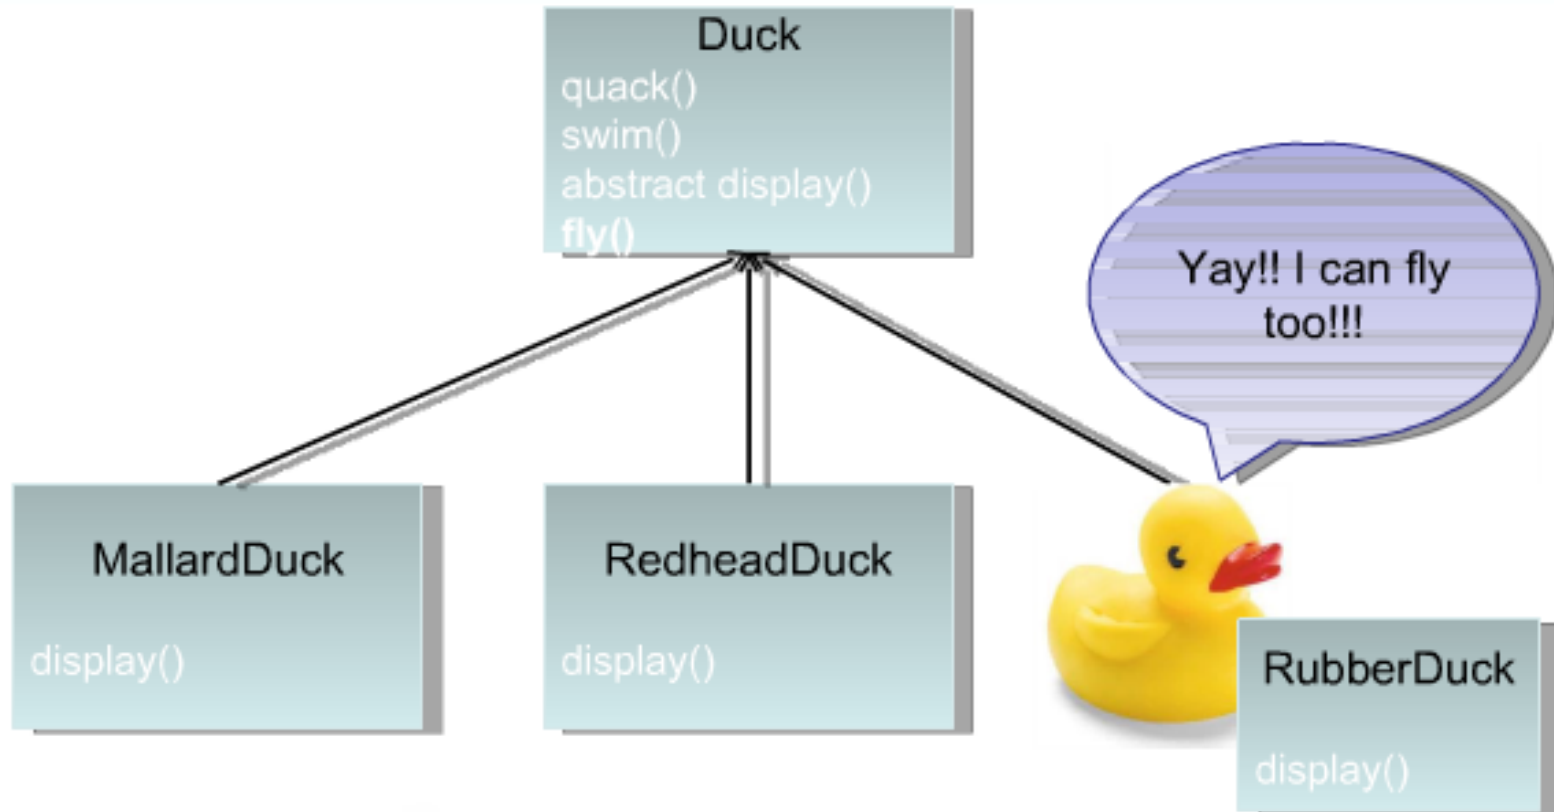 Duck
quack()
swim()
abstract display()
fly()
Yay!! I can fly
too!!!
MallardDuck
display()
RedheadDuck
display()
RubberDuck
display()